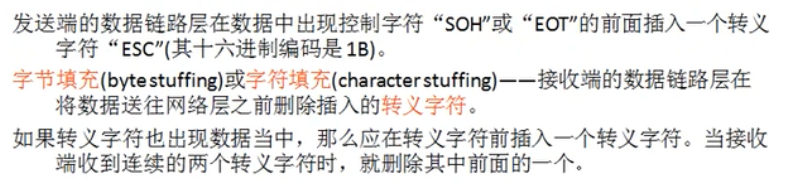 发送端的数据链路层在数据中出现控制字符“SOH”或“EOT”的前面插入一个转义
字符“ESC”(其十六进制编码是1B)。
字节填充(byte stuffing)或字符填充(character stuffing)——接收端的数据链路层在
将数据送往网络层之前删除插入的转义字符。
如果转义字符也出现数据当中，那么应在转义字符前插入一个转义字符。当接收
端收到连续的两个转义字符时，就删除其中前面的一个。